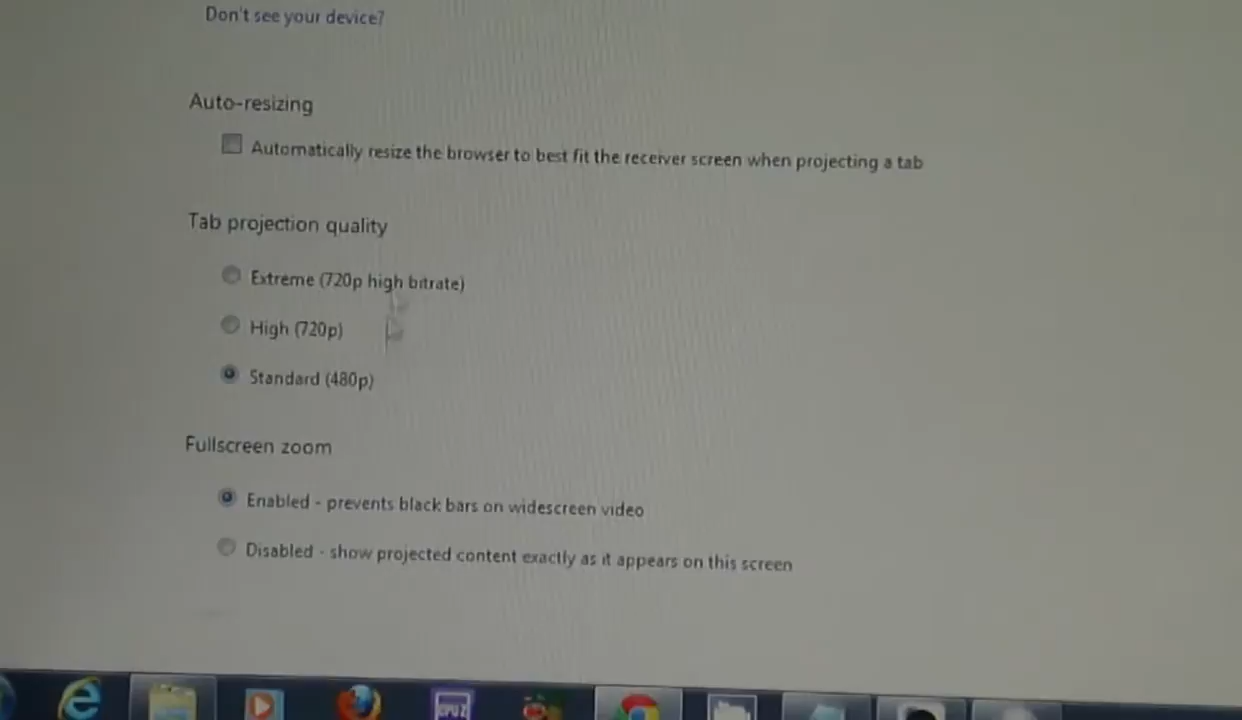 Don't see your device?
Auto-resizing
Automatically resize the browser to best fit the receiver screen when projecting a tab
Tab projection quality
Extreme (720p high bitrate)
High (720p)
Standard (480p)
Fullscreen zoom
Enabled - prevents black bars on widescreen video
Disabled - show projected content exactly as it appears on this screen
CPU Z